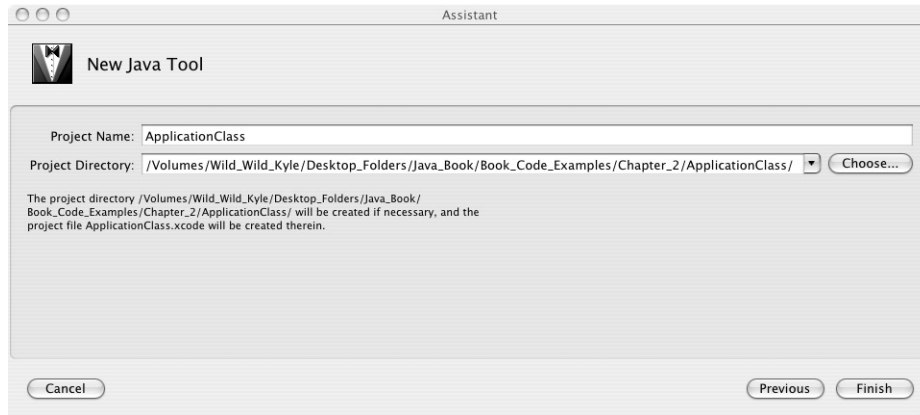 Assistant
New Java Tool
Project Name: ApplicationClass
Project Directory: /Volumes/Wild_Wild_Kyle/Desktop_Folders/Java_Book/Book_Code_Examples/Chapter_2/ApplicationClass/ Choose...
The project directory /Volumes/Wild_Wild_Kyle/Desktop_Folders/Java_Book/
Book_Code_Examples/Chapter_2/ApplicationClass/ will be created if necessary, and the
project file ApplicationClass.xcode will be created therein.
Cancel Previous Finish